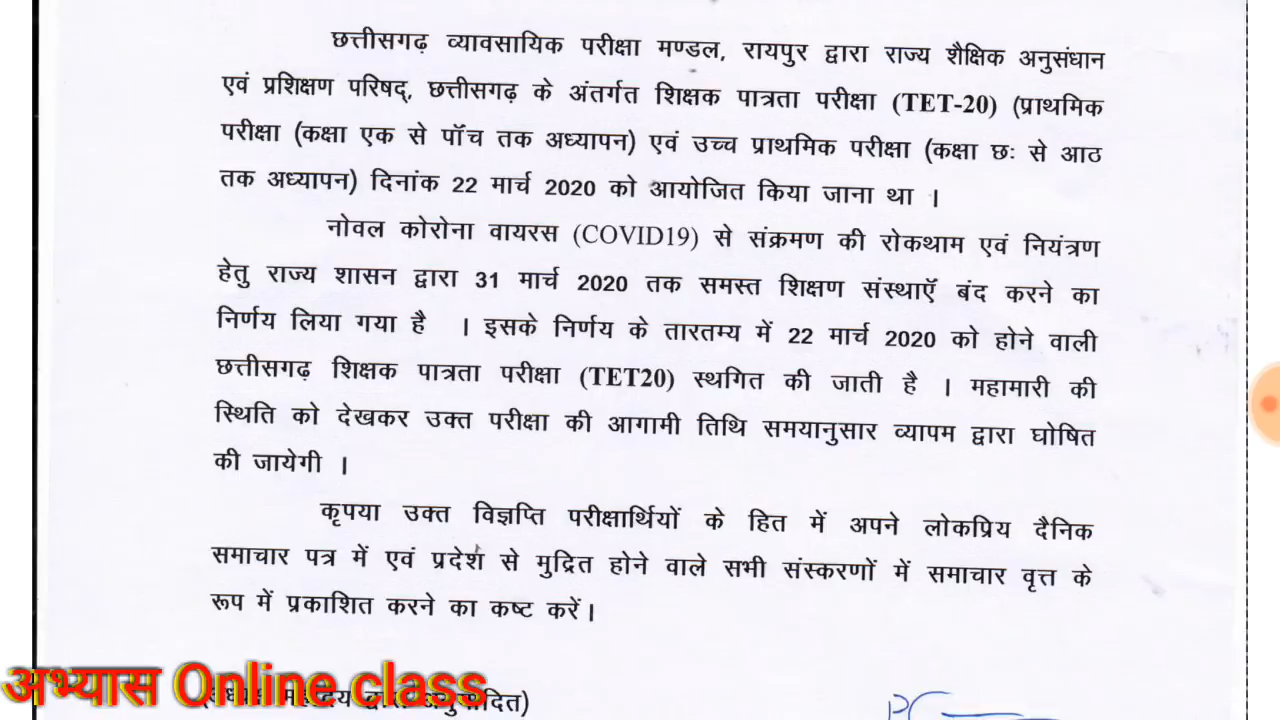 छत्तीसगढ़ व्यावसायिक परीक्षा मण्डल, रायपुर द्वारा राज्य शैक्षिक अनुसंधान
एवं प्रशिक्षण परिषद्, छत्तीसगढ़ के अंतर्गत शिक्षक पात्रता परीक्षा (TET-20) (प्राथमिक
परीक्षा (कक्षा एक से पॉच तक अध्यापन) एवं उच्च प्राथमिक परीक्षा (कक्षा छः से आठ
तक अध्यापन) दिनांक 22 मार्च 2020 को आयोजित किया जाना था ।
नोवल कोरोना वायरस (COVID19) से संक्रमण की रोकथाम एवं नियंत्रण
हेतु राज्य शासन द्वारा 31 मार्च 2020 तक समस्त शिक्षण संस्थाऍ बंद करने का
निर्णय लिया गया है । इसके निर्णय के तारतम्य में 22 मार्च 2020 को होने वाली
छत्तीसगढ़ शिक्षक पात्रता परीक्षा (TET20) स्थगित की जाती है । महामारी की
स्थिति को देखकर उक्त परीक्षा की आगामी तिथि समयानुसार व्यापम द्वारा घोषित
की जायेगी ।
कृपया उक्त विज्ञप्ति परीक्षार्थियों के हित में अपने लोकप्रिय दैनिक
समाचार पत्र में एवं प्रदेश से मुद्रित होने वाले सभी संस्करणों में समाचार वृत्त के
रूप में प्रकाशित करने का कष्ट करें।
अभ्यास Online class